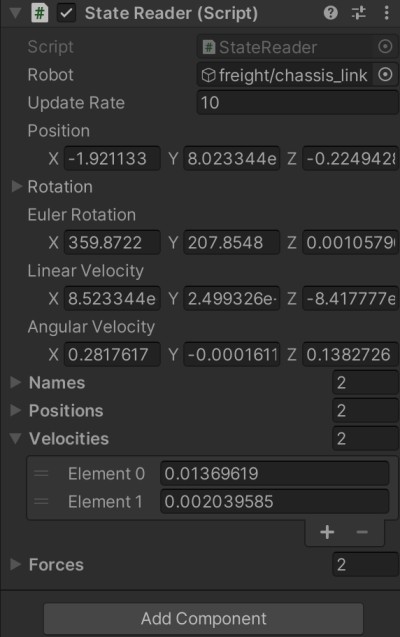 State Reader (Script)
Script StateReader
Robot freight/chassis_link
Update Rate 10
Position
X -1.921133 Y 8.023344e Z -0.2249428
Rotation
Euler Rotation
X 359.8722 Y 207.8548 Z 0.00105790
Linear Velocity
X 8.523344e Y 2.499326e- Z -8.417777e
Angular Velocity
X 0.2817617 Y -0.0001611 Z 0.1382726
Names 2
Positions 2
Velocities 2
Element 0 0.01369619
Element 1 0.002039585
+ −
Forces 2
Add Component